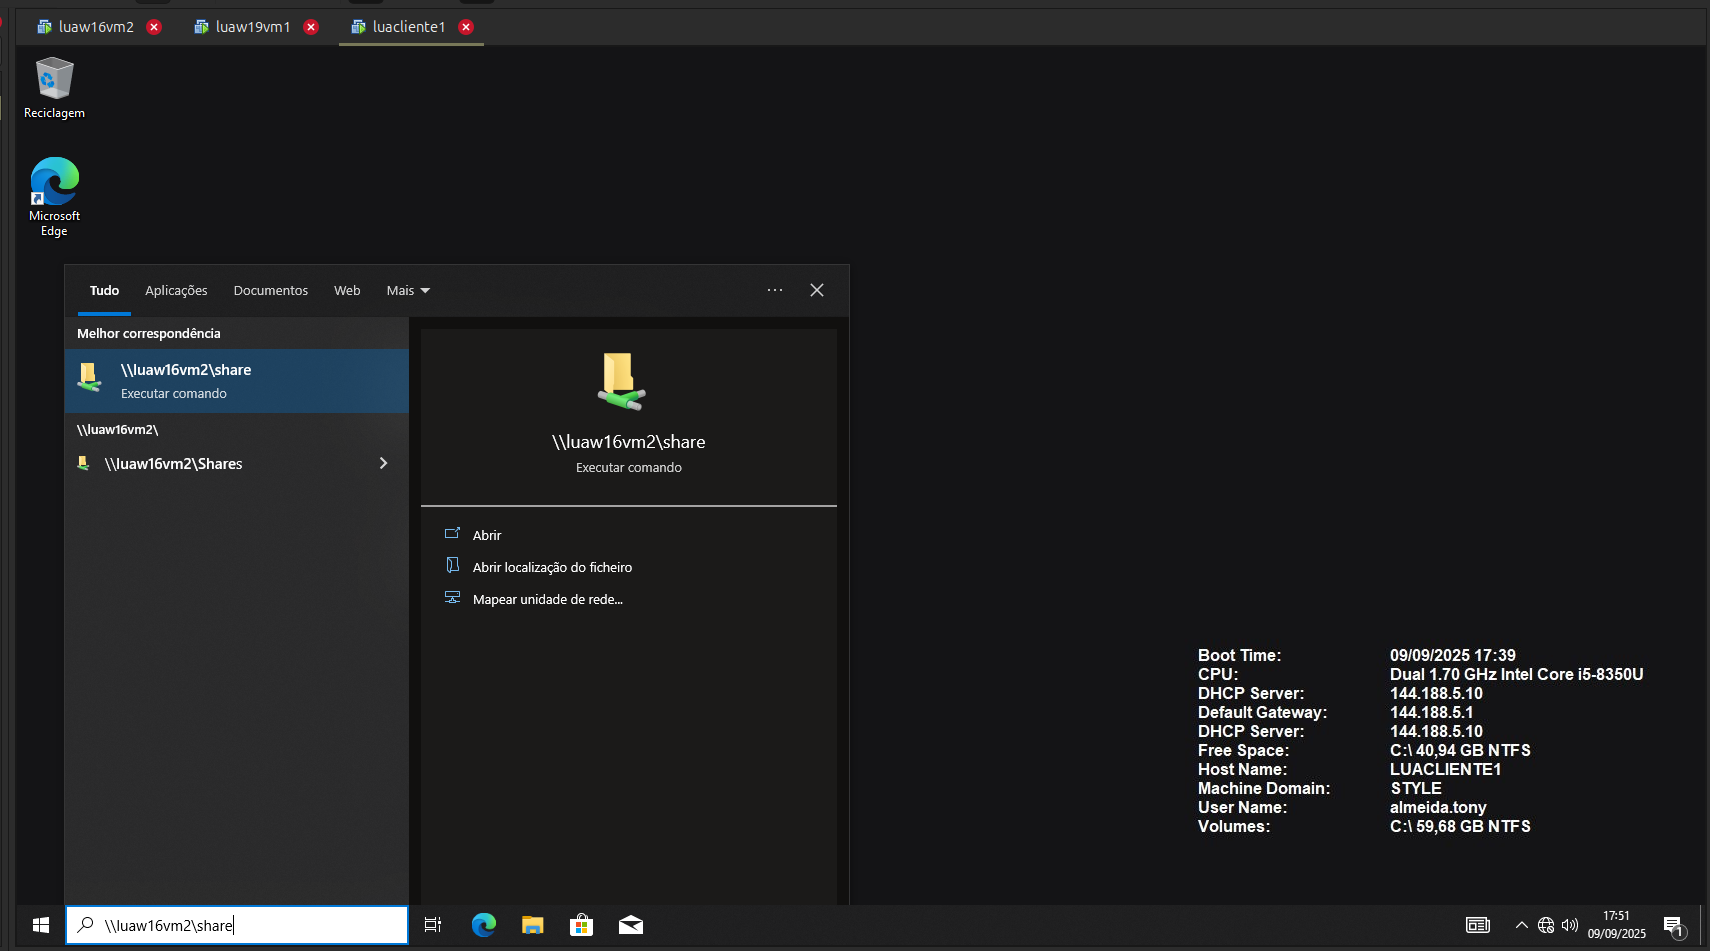 luaw16vm2
luaw19vm1
luacliente1
Reciclagem
Microsoft
Edge
Tudo
Aplicações
Documentos
Web
Mais
Melhor correspondência
\\luaw16vm2\share
Executar comando
\\luaw16vm2\
\\luaw16vm2\Shares
\\luaw16vm2\share
Executar comando
Abrir
Abrir localização do ficheiro
Mapear unidade de rede...
Boot Time: 09/09/2025 17:39
CPU: Dual 1.70 GHz Intel Core i5-8350U
DHCP Server: 144.188.5.10
Default Gateway: 144.188.5.1
DHCP Server: 144.188.5.10
Free Space: C:\ 40,94 GB NTFS
Host Name: LUACLIENTE1
Machine Domain: STYLE
User Name: almeida.tony
Volumes: C:\ 59,68 GB NTFS
\\luaw16vm2\share
17:51
09/09/2025
1